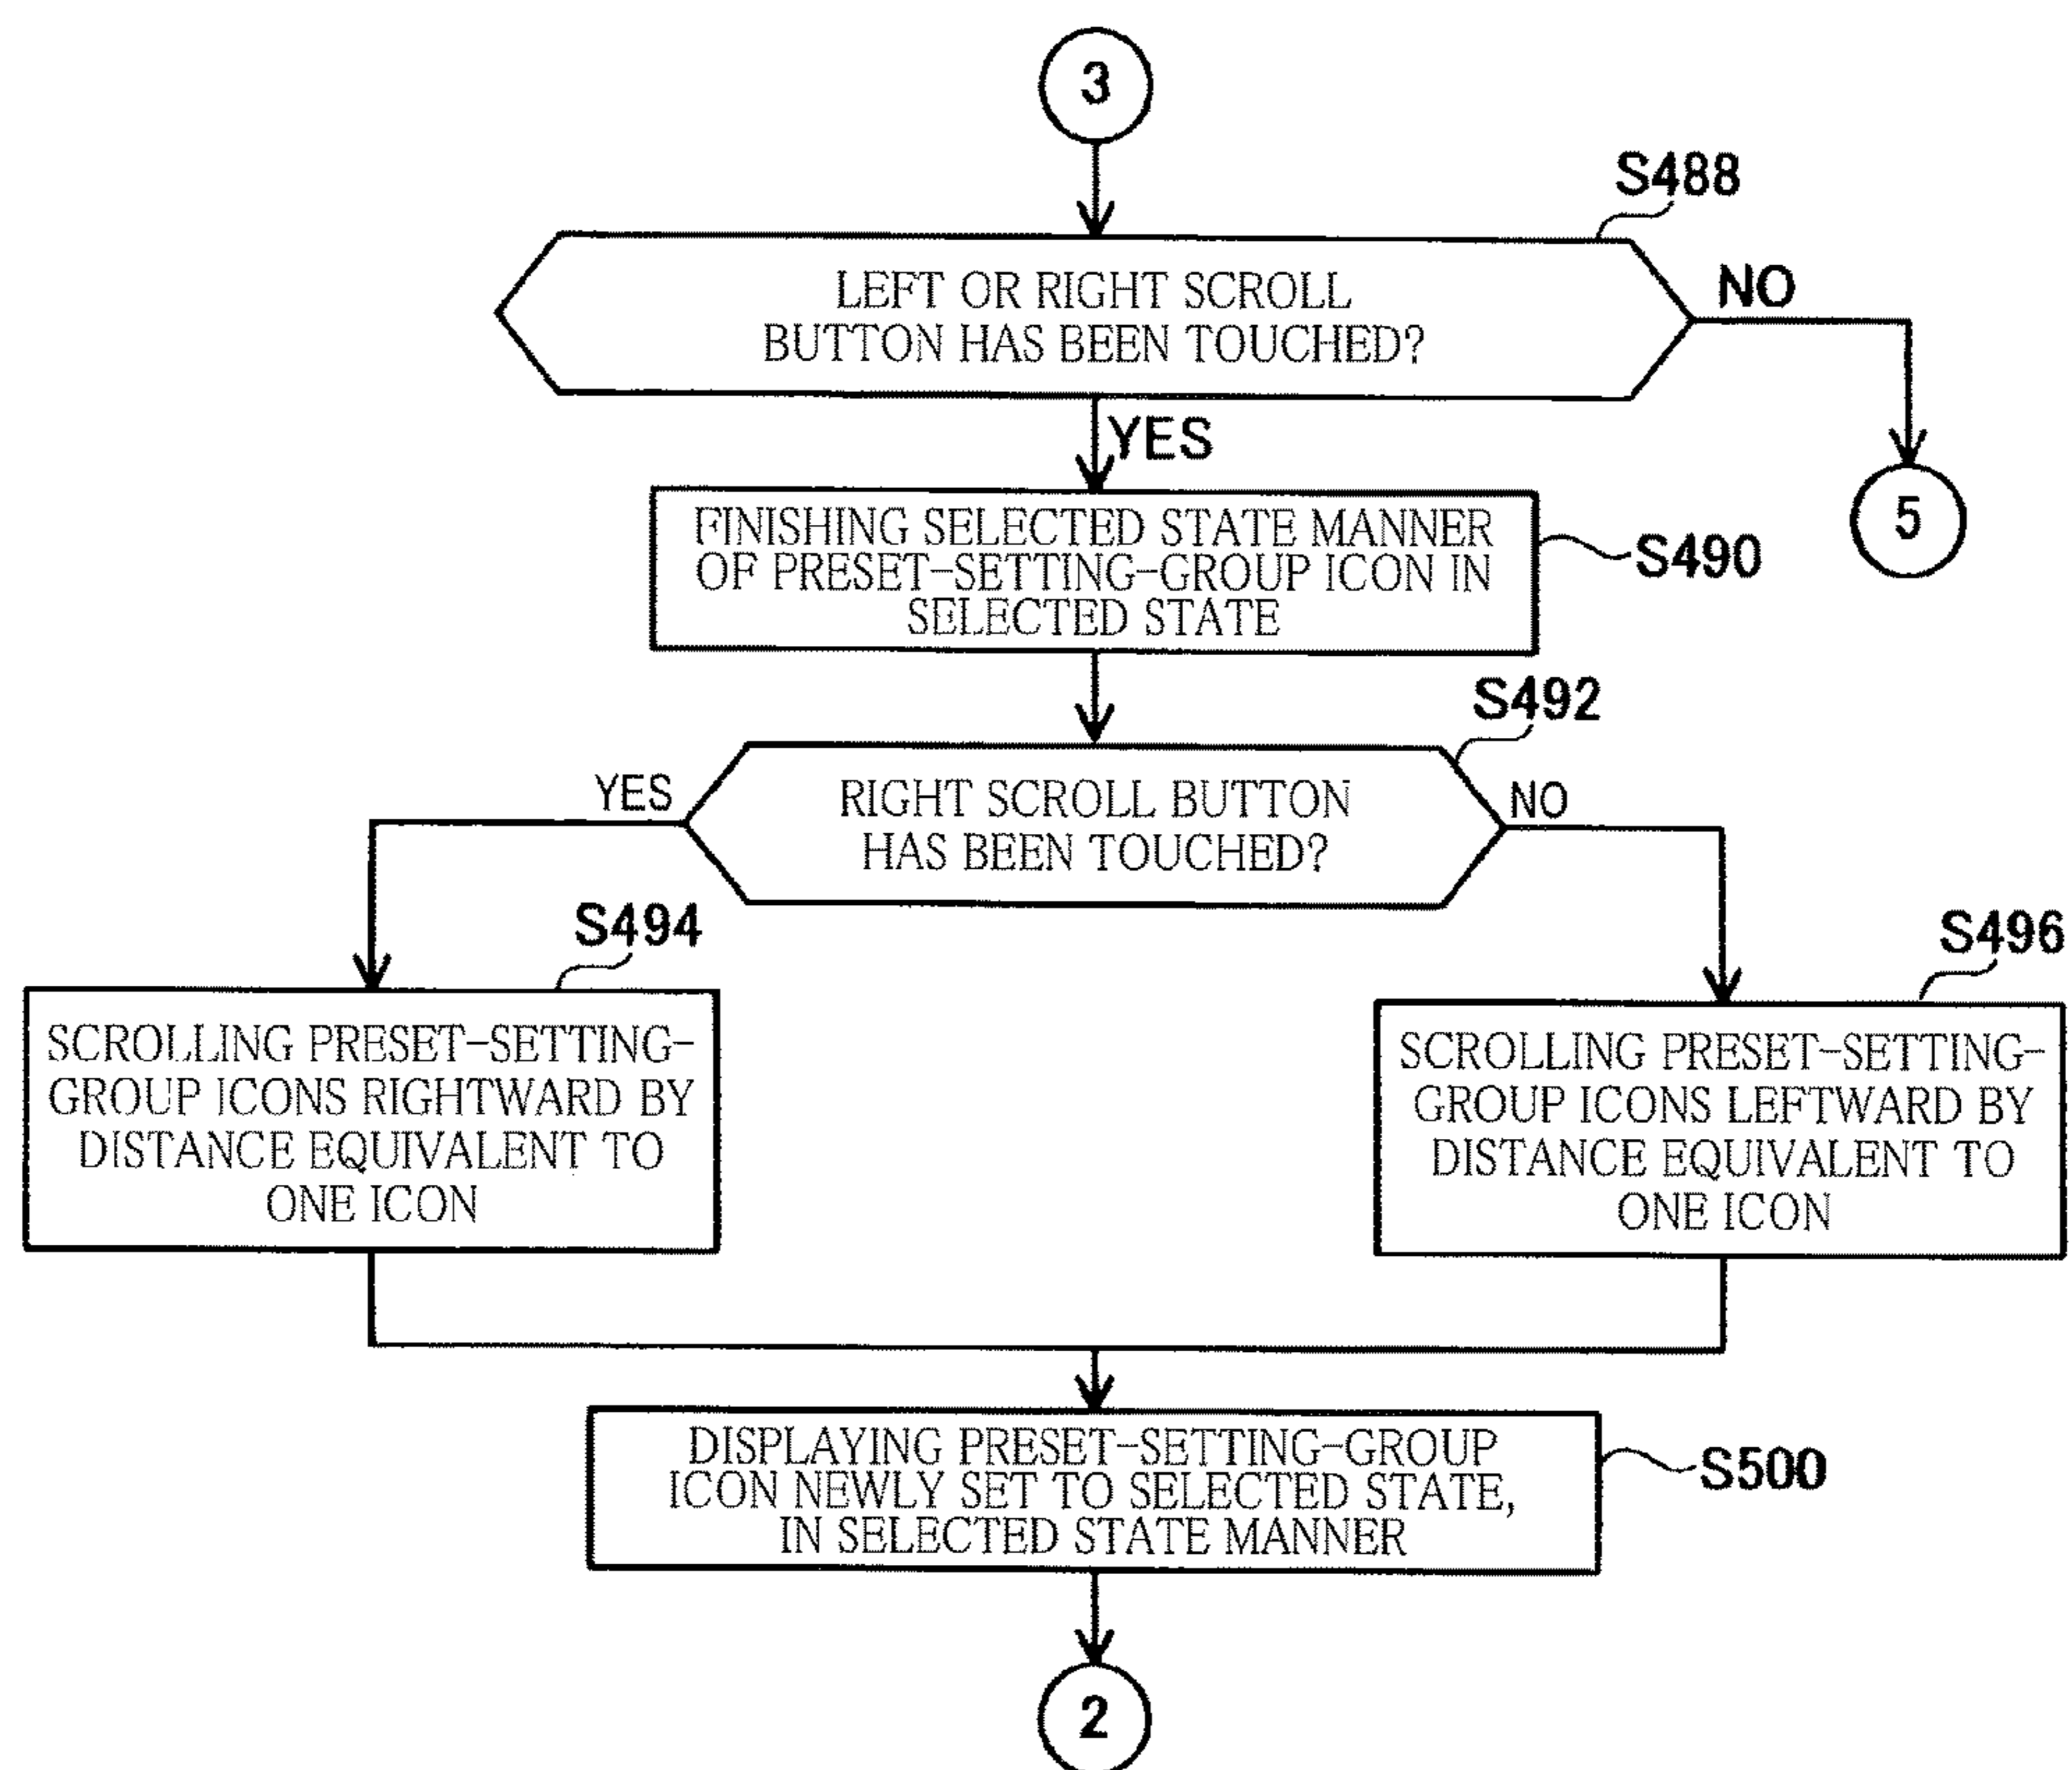 3
S488
LEFT OR RIGHT SCROLL
BUTTON HAS BEEN TOUCHED?
NO
YES
5
FINISHING SELECTED STATE MANNER
OF PRESET-SETTING-GROUP ICON IN
SELECTED STATE
S490
S492
YES
RIGHT SCROLL BUTTON
HAS BEEN TOUCHED?
NO
S494
SCROLLING PRESET-SETTING-
GROUP ICONS RIGHTWARD BY
DISTANCE EQUIVALENT TO
ONE ICON
S496
SCROLLING PRESET-SETTING-
GROUP ICONS LEFTWARD BY
DISTANCE EQUIVALENT TO
ONE ICON
DISPLAYING PRESET-SETTING-GROUP
ICON NEWLY SET TO SELECTED STATE,
IN SELECTED STATE MANNER
S500
2